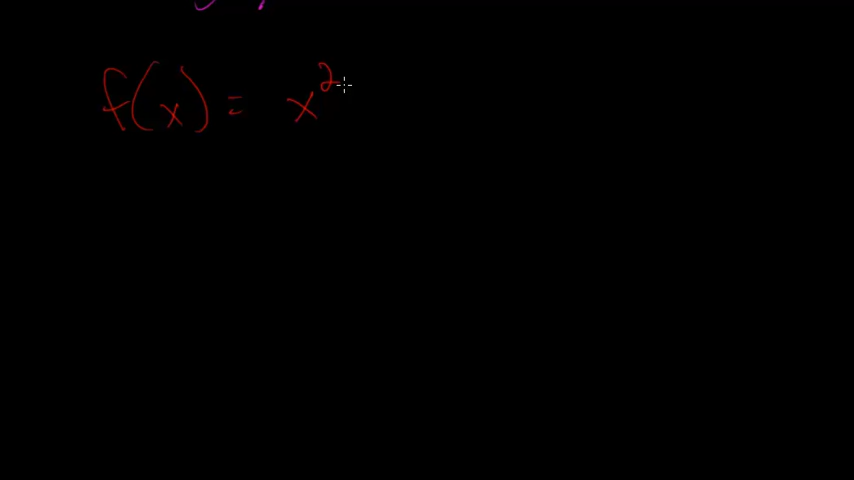 f(x) = x²